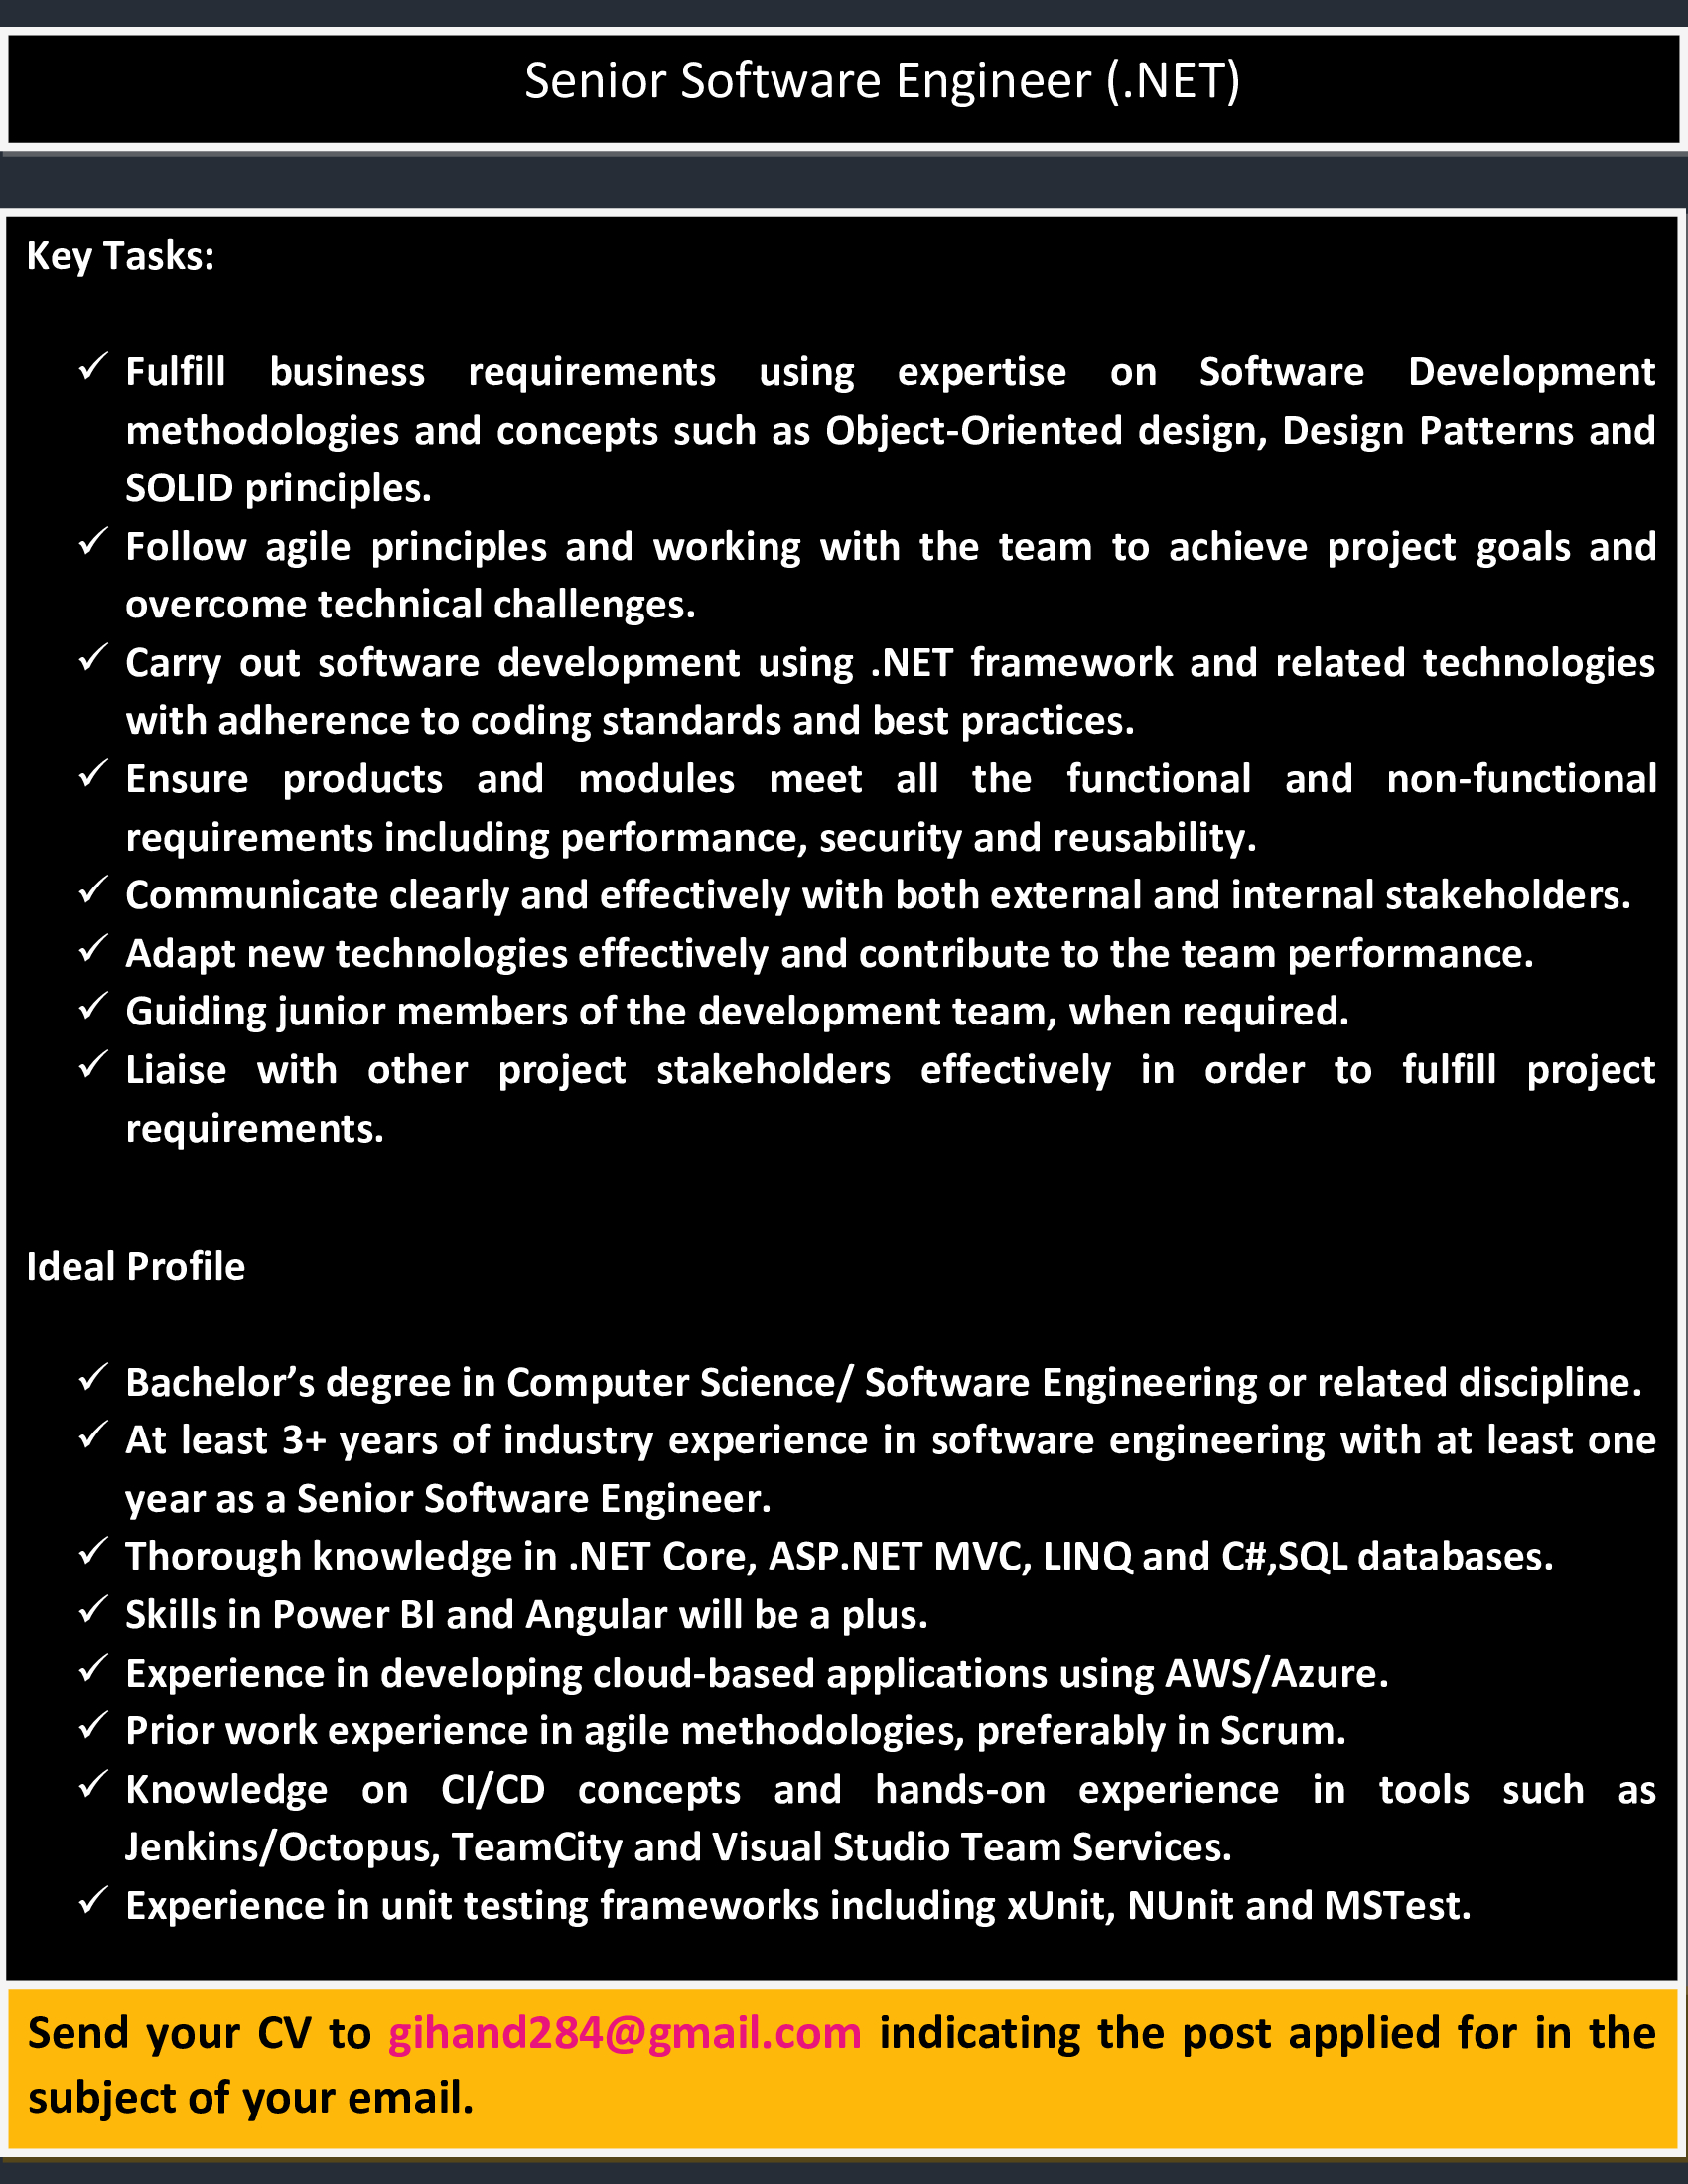 Senior Software Engineer (.NET)
Key Tasks:
✓ Fulfill business requirements using expertise on Software Development
methodologies and concepts such as Object-Oriented design, Design Patterns and
SOLID principles.
✓ Follow agile principles and working with the team to achieve project goals and
overcome technical challenges.
✓ Carry out software development using .NET framework and related technologies
with adherence to coding standards and best practices.
✓ Ensure products and modules meet all the functional and non-functional
requirements including performance, security and reusability.
✓ Communicate clearly and effectively with both external and internal stakeholders.
✓ Adapt new technologies effectively and contribute to the team performance.
✓ Guiding junior members of the development team, when required.
✓ Liaise with other project stakeholders effectively in order to fulfill project
requirements.
Ideal Profile
✓ Bachelor’s degree in Computer Science/ Software Engineering or related discipline.
✓ At least 3+ years of industry experience in software engineering with at least one
year as a Senior Software Engineer.
✓ Thorough knowledge in .NET Core, ASP.NET MVC, LINQ and C#,SQL databases.
✓ Skills in Power BI and Angular will be a plus.
✓ Experience in developing cloud-based applications using AWS/Azure.
✓ Prior work experience in agile methodologies, preferably in Scrum.
✓ Knowledge on CI/CD concepts and hands-on experience in tools such as
Jenkins/Octopus, TeamCity and Visual Studio Team Services.
✓ Experience in unit testing frameworks including xUnit, NUnit and MSTest.
Send your CV to gihand284@gmail.com indicating the post applied for in the
subject of your email.